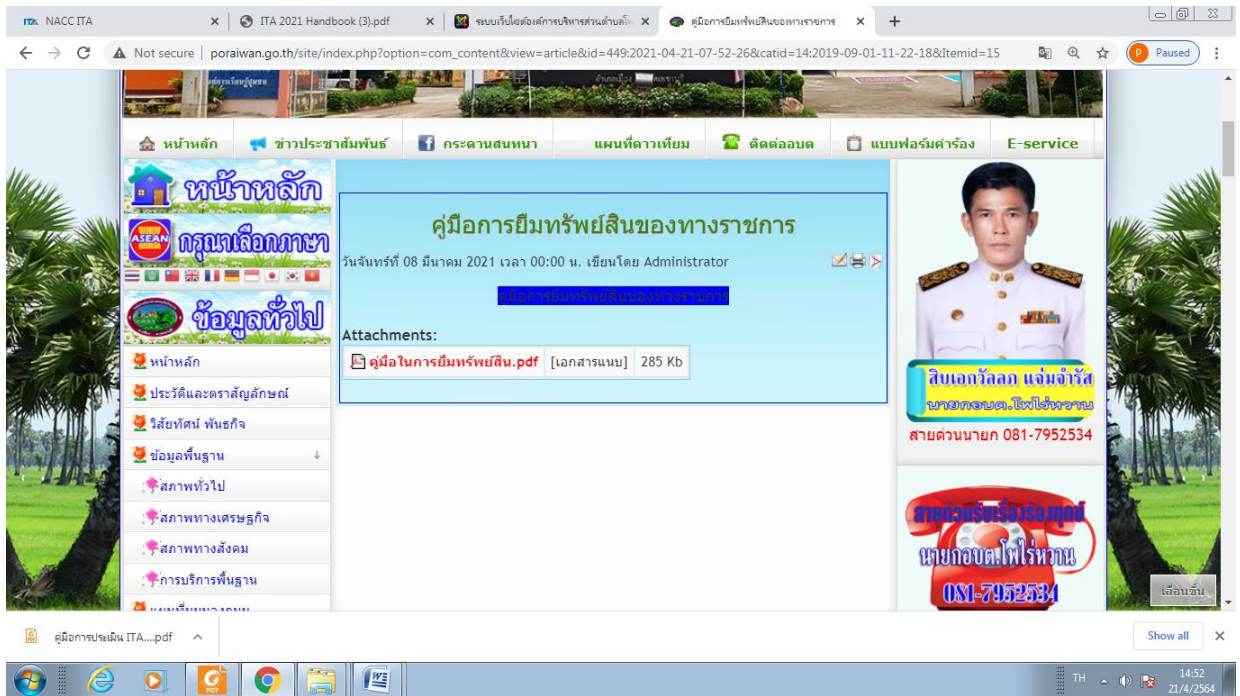 NACC ITA
ITA 2021 Handbook (3).pdf
คู่มือการยืมทรัพย์สินของทางราชการ
Not secure
poraiwan.go.th/site/index.php?option=com_content&view=article&id=449:2021-04-21-07-52-26&catid=14:2019-09-01-11-22-18&Itemid=15
P Paused
หน้าหลัก
ข่าวประชาสัมพันธ์
กระดานสนทนา
แผนที่ดาวเทียม
ติดต่ออบต
แบบฟอร์มคำร้อง
E-service
หน้าหลัก
ASEAN กรุณาเลือกภาษา
ข้อมูลทั่วไป
หน้าหลัก
ประวัติและตราสัญลักษณ์
วิสัยทัศน์ พันธกิจ
ข้อมูลพื้นฐาน
สภาพทั่วไป
สภาพทางเศรษฐกิจ
สภาพทางสังคม
การบริการพื้นฐาน
คู่มือการยืมทรัพย์สินของทางราชการ
วันจันทร์ที่ 08 มีนาคม 2021 เวลา 00:00 น. เขียนโดย Administrator
คู่มือการยืมทรัพย์สินของทางราชการ
Attachments:
คู่มือในการยืมทรัพย์สิน.pdf [เอกสารแนบ] 285 Kb
สิบเอกวัลลภ แจ่มจำรัส
นายกอบต.โพไร่หวาน
สายด่วนนายก 081-7952534
สายด่วนรับเรื่องร้องทุกข์
นายกอบต.โพไร่หวาน
081-7952534
เลื่อนขึ้น
คู่มือการประเมิน ITA....pdf
Show all
TH
14:52
21/4/2564